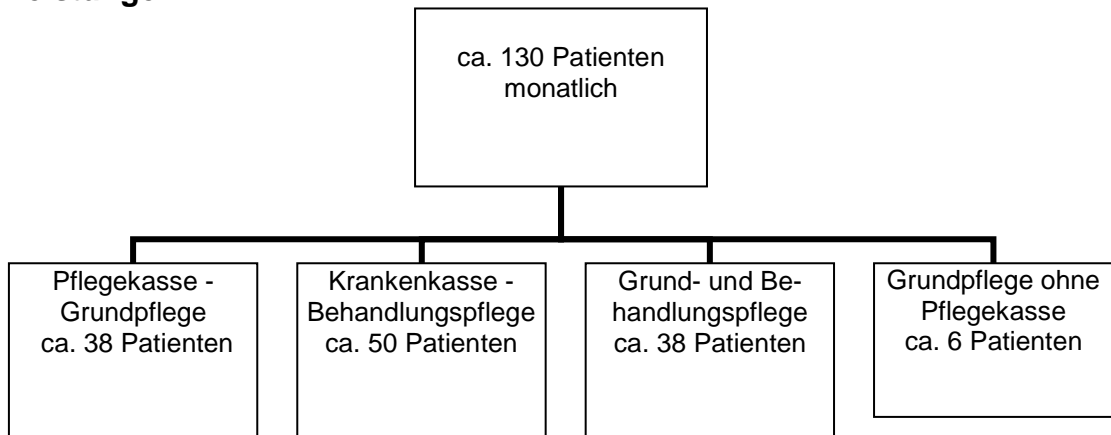 ca. 130 Patienten
monatlich
Pflegekasse -
Grundpflege
ca. 38 Patienten
Krankenkasse -
Behandlungspflege
ca. 50 Patienten
Grund- und Be-
handlungspflege
ca. 38 Patienten
Grundpflege ohne
Pflegekasse
ca. 6 Patienten